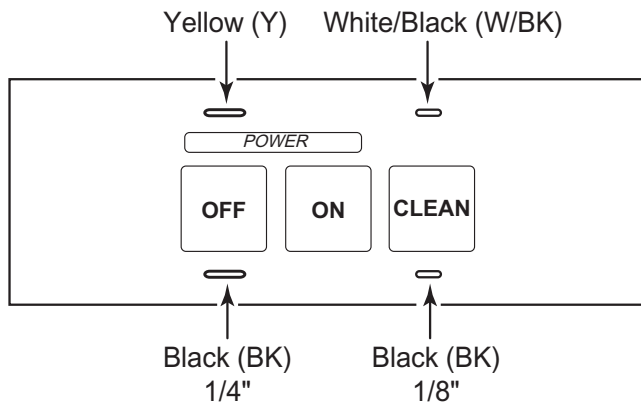 Yellow (Y) White/Black (W/BK)
POWER
OFF ON CLEAN
Black (BK) Black (BK)
1/4" 1/8"